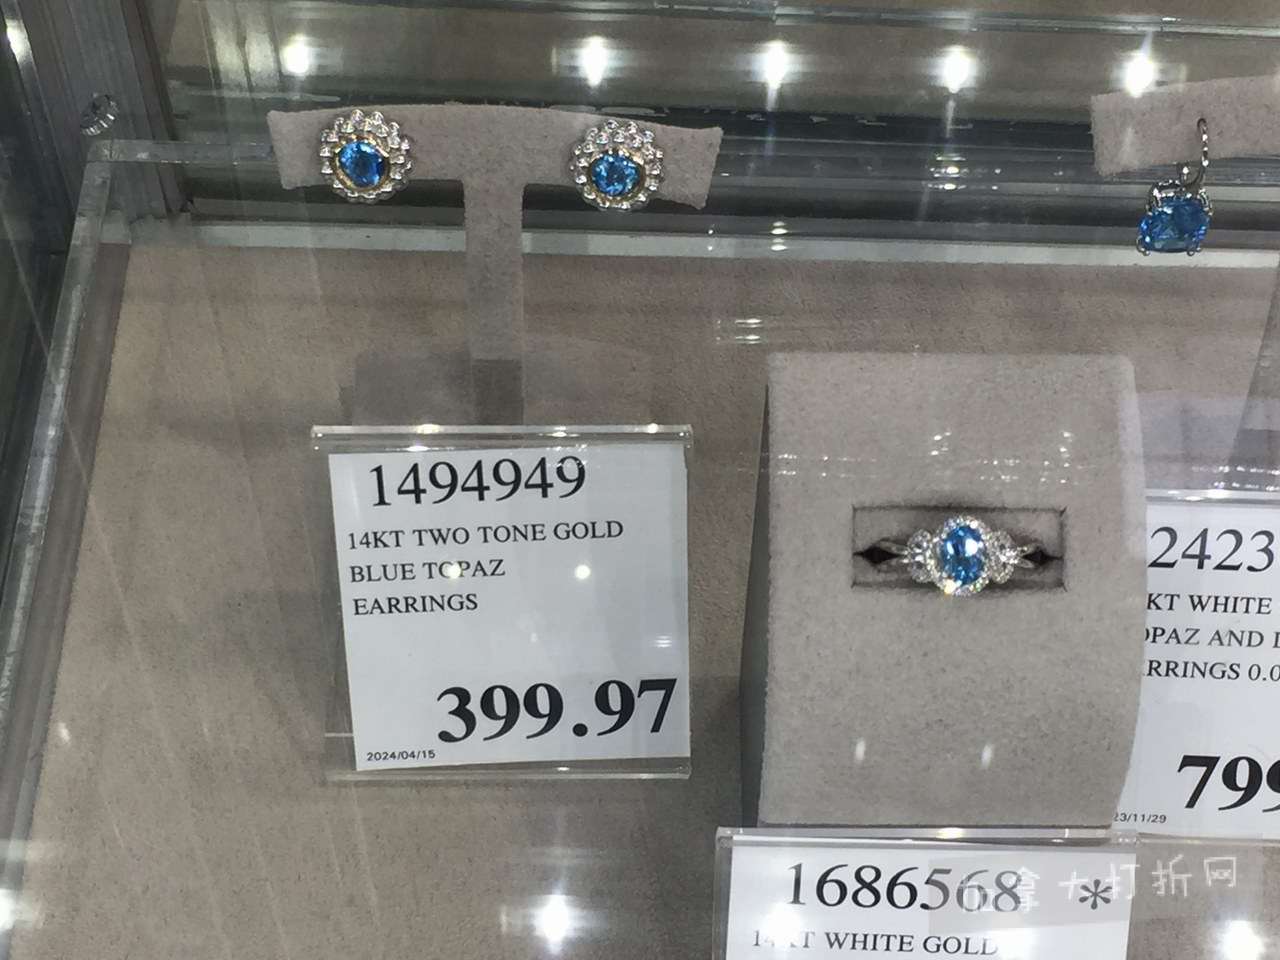 1494949
14KT TWO TONE GOLD
BLUE TOPAZ
EARRINGS
399.97
2024/04/15
2423
KT WHITE
OPAZ AND
RRINGS 0.0
799
23/11/29
1686568 *
14KT WHITE GOLD
加拿大打折网